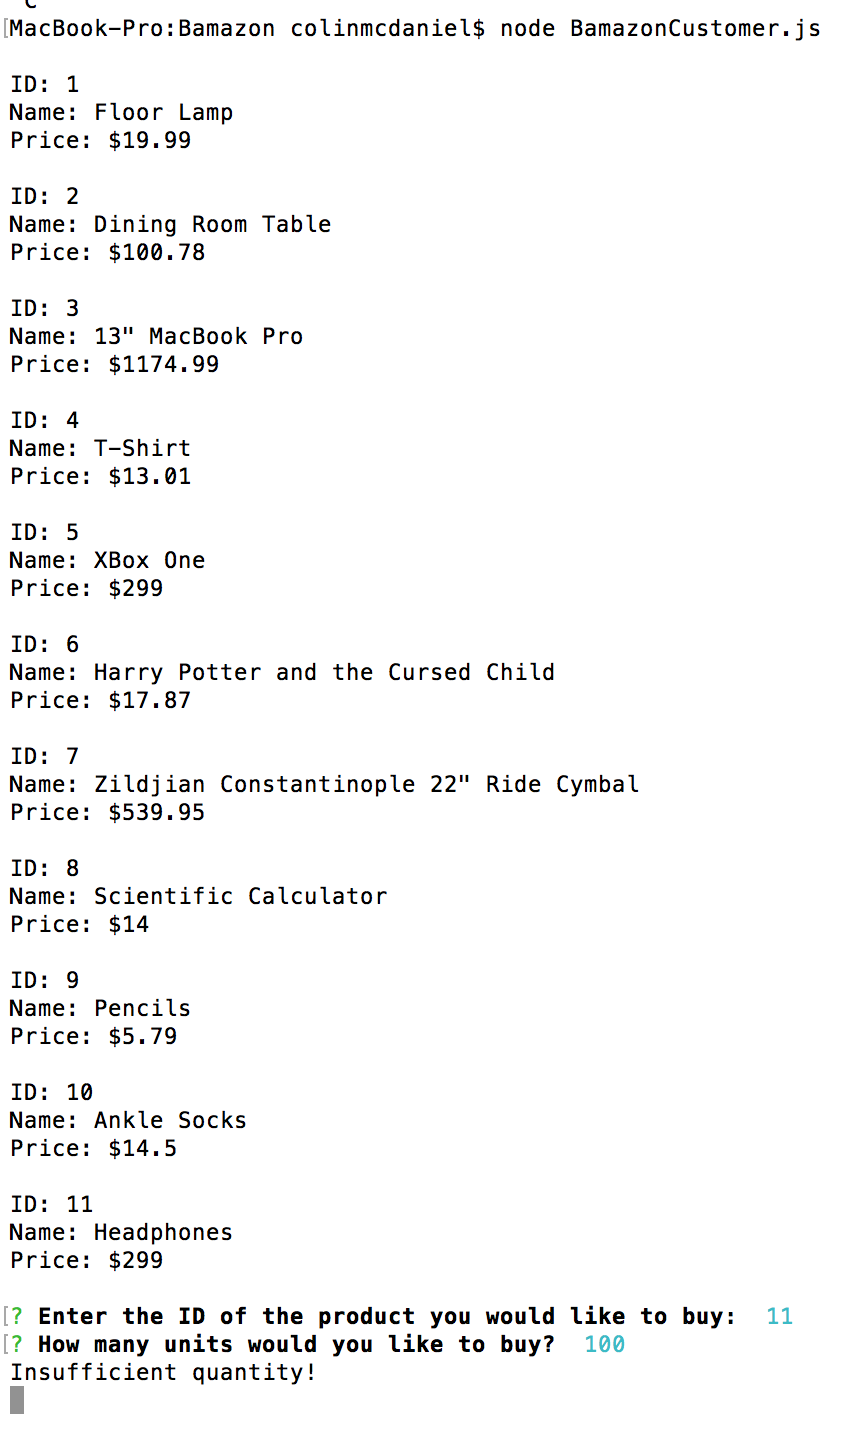 MacBook-Pro:Bamazon colinmcdaniel$ node BamazonCustomer.js
ID: 1
Name: Floor Lamp
Price: $19.99
ID: 2
Name: Dining Room Table
Price: $100.78
ID: 3
Name: 13" MacBook Pro
Price: $1174.99
ID: 4
Name: T-Shirt
Price: $13.01
ID: 5
Name: XBox One
Price: $299
ID: 6
Name: Harry Potter and the Cursed Child
Price: $17.87
ID: 7
Name: Zildjian Constantinople 22" Ride Cymbal
Price: $539.95
ID: 8
Name: Scientific Calculator
Price: $14
ID: 9
Name: Pencils
Price: $5.79
ID: 10
Name: Ankle Socks
Price: $14.5
ID: 11
Name: Headphones
Price: $299
? Enter the ID of the product you would like to buy: 11
? How many units would you like to buy? 100
Insufficient quantity!